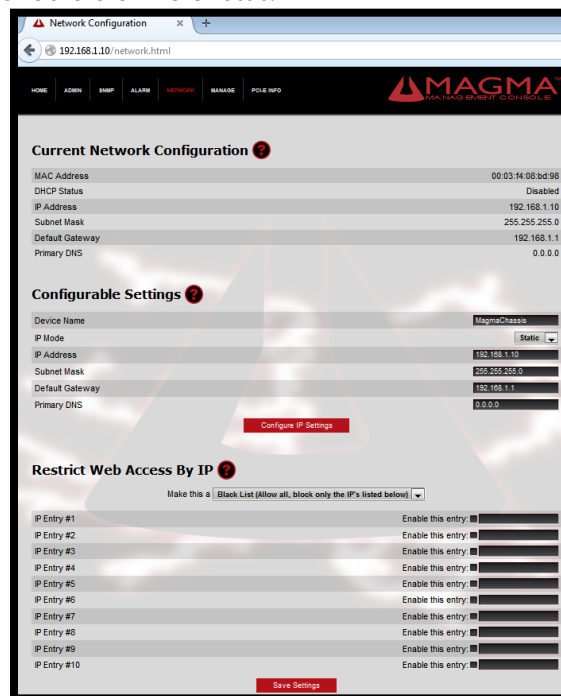 Network Configuration × +
192.168.1.10/network.html
HOME ADMIN ENMP ALARM NETWORK MANAGE PCI-E INFO
MAGMA
MANAGEMENT CONSOLE
Current Network Configuration ?
MAC Address 00:03:f4:08:bd:98
DHCP Status Disabled
IP Address 192.168.1.10
Subnet Mask 255.255.255.0
Default Gateway 192.168.1.1
Primary DNS 0.0.0.0
Configurable Settings ?
Device Name MagmaChassis
IP Mode Static
IP Address 192.168.1.10
Subnet Mask 255.255.255.0
Default Gateway 192.168.1.1
Primary DNS 0.0.0.0
Configure IP Settings
Restrict Web Access By IP ?
Make this a Black List (Allow all, block only the IP's listed below)
IP Entry #1 Enable this entry:
IP Entry #2 Enable this entry:
IP Entry #3 Enable this entry:
IP Entry #4 Enable this entry:
IP Entry #5 Enable this entry:
IP Entry #6 Enable this entry:
IP Entry #7 Enable this entry:
IP Entry #8 Enable this entry:
IP Entry #9 Enable this entry:
IP Entry #10 Enable this entry:
Save Settings